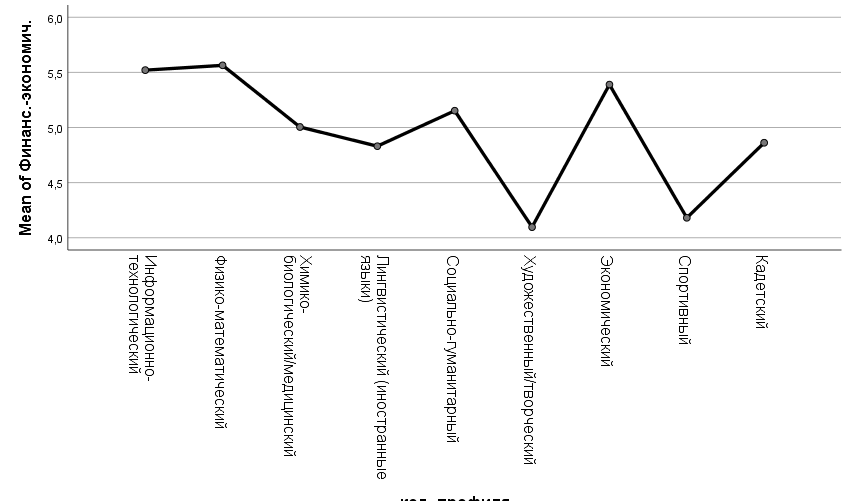 Mean of Финанс.-экономич.
6,0
5,5
5,0
4,5
4,0
Информационно-
технологический
Физико-математический
Химико-
биологический/медицинский
Лингвистический (иностранные
языки)
Социально-гуманитарный
Художественный/творческий
Экономический
Спортивный
Кадетский